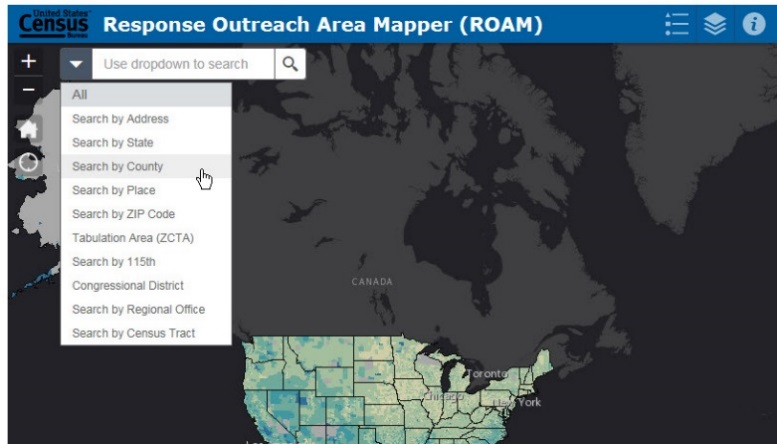 United States®
Census
Bureau
Response Outreach Area Mapper (ROAM)
Use dropdown to search
All
Search by Address
Search by State
Search by County
Search by Place
Search by ZIP Code
Tabulation Area (ZCTA)
Search by 115th
Congressional District
Search by Regional Office
Search by Census Tract
CANADA
Toronto
Chicago
New York